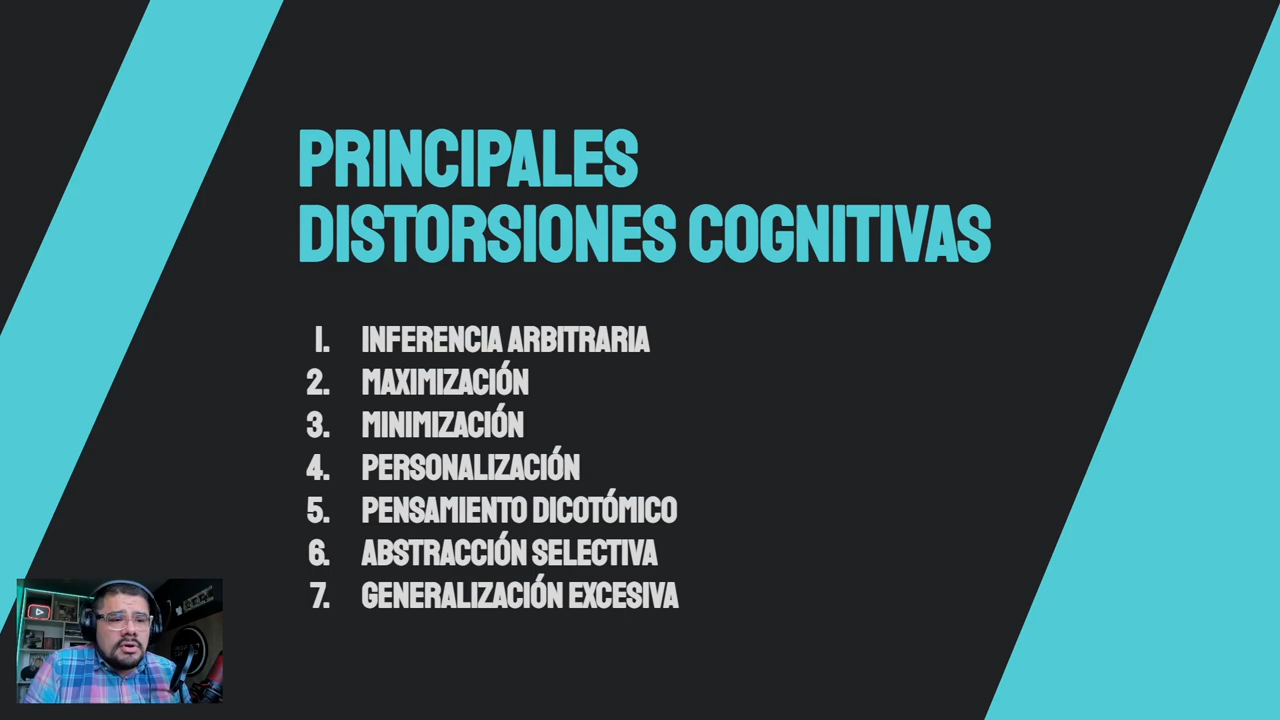 PRINCIPALES
DISTORSIONES COGNITIVAS
1. INFERENCIA ARBITRARIA
2. MAXIMIZACIÓN
3. MINIMIZACIÓN
4. PERSONALIZACIÓN
5. PENSAMIENTO DICOTÓMICO
6. ABSTRACCIÓN SELECTIVA
7. GENERALIZACIÓN EXCESIVA